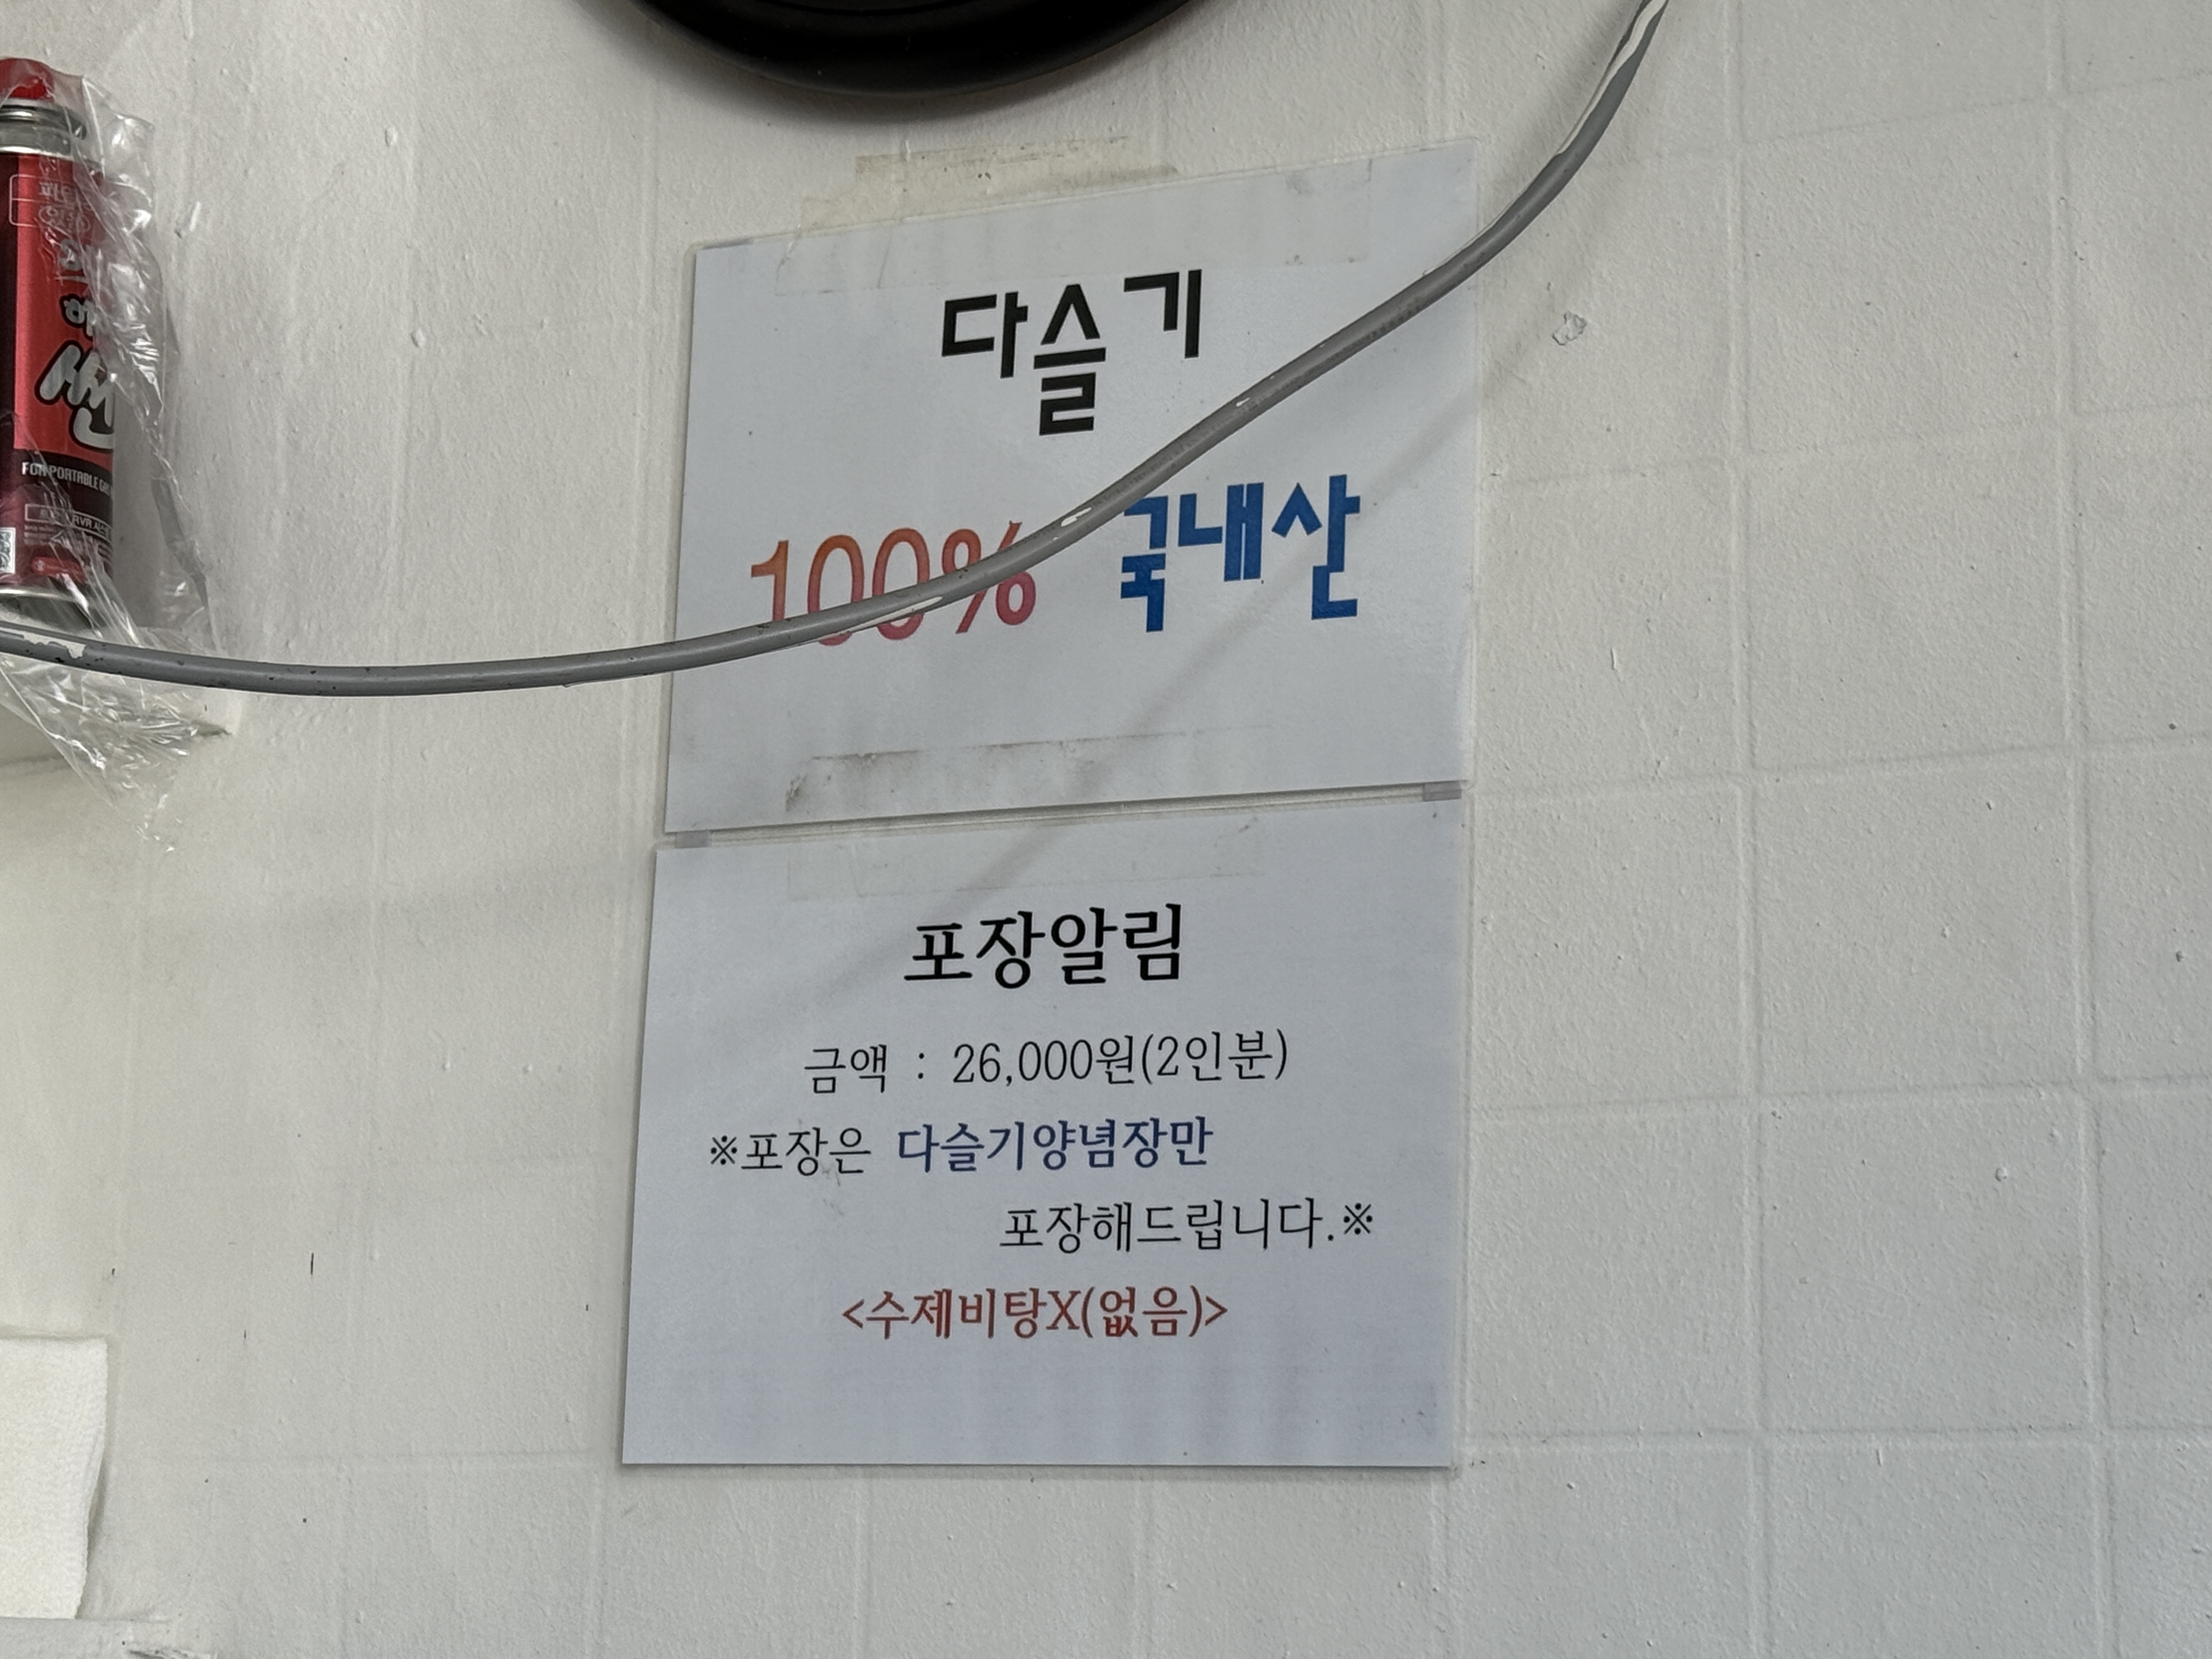 다슬기
100% 국내산
포장알림
금액 : 26,000원(2인분)
※포장은 다슬기양념장만
포장해드립니다.※
<수제비탕X(없음)>
FOR PORTABLE